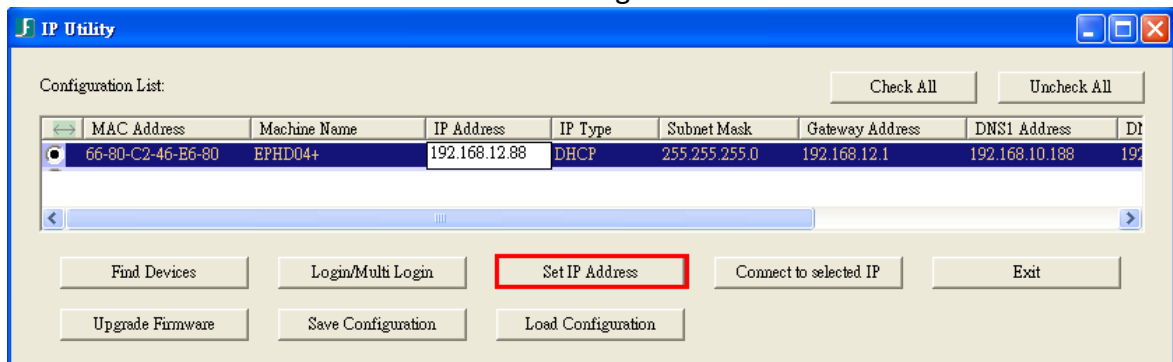 IP Utility
Configuration List:
Check All
Uncheck All
MAC Address Machine Name IP Address IP Type Subnet Mask Gateway Address DNS1 Address
66-80-C2-46-E6-80 EPHD04+ 192.168.12.88 DHCP 255.255.255.0 192.168.12.1 192.168.10.188 192
Find Devices Login/Multi Login Set IP Address Connect to selected IP Exit
Upgrade Firmware Save Configuration Load Configuration